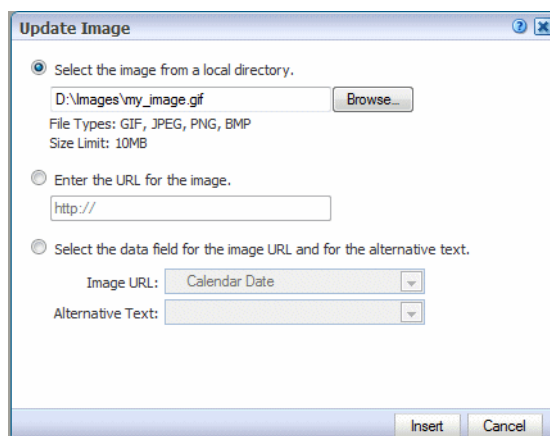 Update Image
Select the image from a local directory.
D:\Images\my_image.gif Browse...
File Types: GIF, JPEG, PNG, BMP
Size Limit: 10MB
Enter the URL for the image.
http://
Select the data field for the image URL and for the alternative text.
Image URL: Calendar Date
Alternative Text:
Insert Cancel